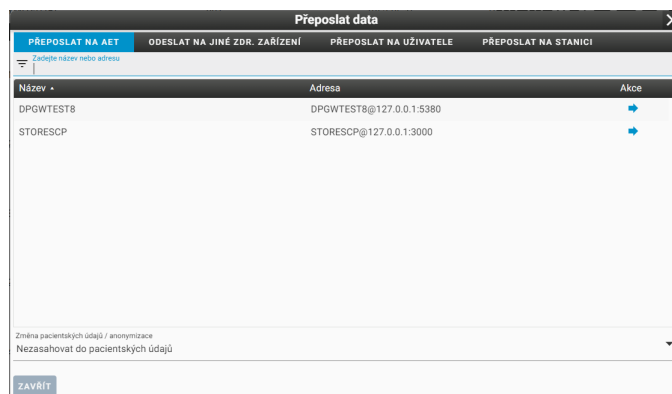 Přeposlat data
PŘEPOSLAT NA AET ODESLAT NA JINÉ ZDR. ZAŘÍZENÍ PŘEPOSLAT NA UŽIVATELE PŘEPOSLAT NA STANICI
Zadejte název nebo adresu
Název Adresa Akce
DPGWTEST8 DPGWTEST8@127.0.0.1:5380
STORESCP STORESCP@127.0.0.1:3000
Změna pacientských údajů / anonymizace
Nezasahovat do pacientských údajů
ZAVŘÍT